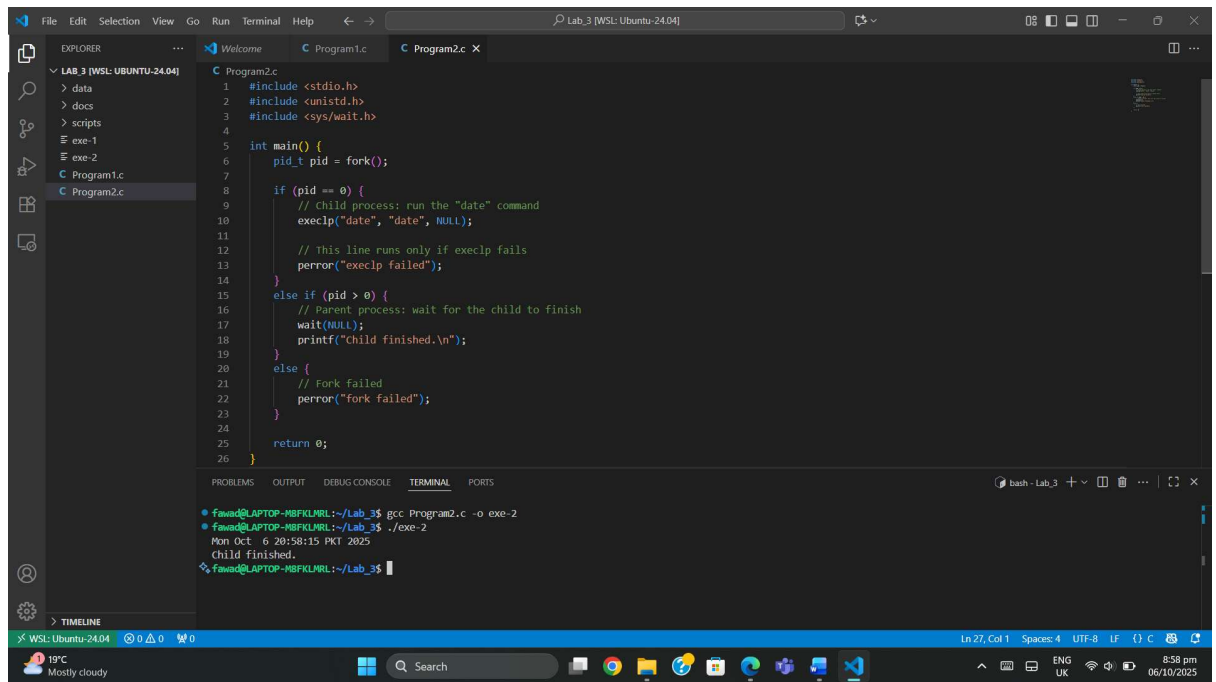 File Edit Selection View Go Run Terminal Help
Lab_3 [WSL: Ubuntu-24.04]
EXPLORER
LAB_3 [WSL: UBUNTU-24.04]
data
docs
scripts
exe-1
exe-2
Program1.c
Program2.c
TIMELINE
Welcome
Program1.c
Program2.c
Program2.c
1 #include <stdio.h>
2 #include <unistd.h>
3 #include <sys/wait.h>
4
5 int main() {
6 pid_t pid = fork();
7
8 if (pid == 0) {
9 // Child process: run the "date" command
10 execlp("date", "date", NULL);
11
12 // This line runs only if execlp fails
13 perror("execlp failed");
14 }
15 else if (pid > 0) {
16 // Parent process: wait for the child to finish
17 wait(NULL);
18 printf("Child finished.\n");
19 }
20 else {
21 // Fork failed
22 perror("fork failed");
23 }
24
25 return 0;
26 }
PROBLEMS OUTPUT DEBUG CONSOLE TERMINAL PORTS
bash - Lab_3
fawad@LAPTOP-M8FKLMRL:~/Lab_3$ gcc Program2.c -o exe-2
fawad@LAPTOP-M8FKLMRL:~/Lab_3$ ./exe-2
Mon Oct  6 20:58:15 PKT 2025
Child finished.
fawad@LAPTOP-M8FKLMRL:~/Lab_3$
WSL: Ubuntu-24.04 0 0 0
Ln 27, Col 1 Spaces: 4 UTF-8 LF {} C
1
19°C
Mostly cloudy
Search
ENG
UK
8:58 pm
06/10/2025